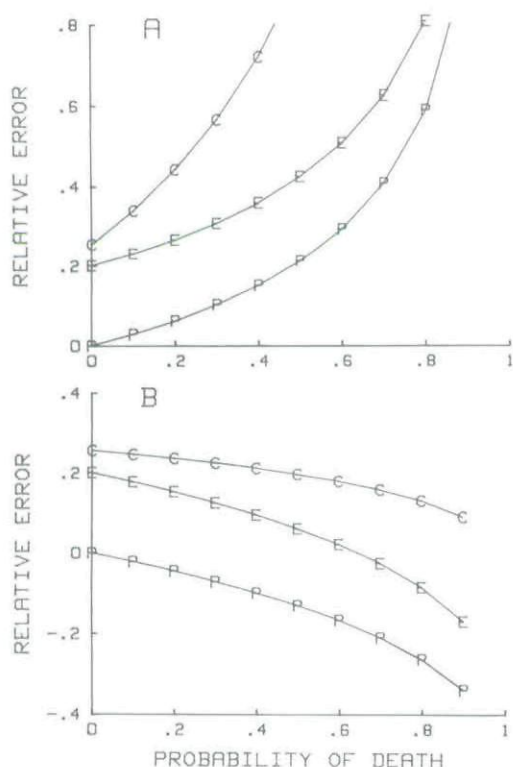 A
.8
.6
.4
.2
0
RELATIVE ERROR
C C C C C
E E E E E E E E E
P P P P P P P P P
0 .2 .4 .6 .8 1
B
.4
0.2
0
-.2
-.4
RELATIVE ERROR
C C C C C C C C C C
E E E E E E E E E E
P P P P P P P P P P
0 .2 .4 .6 .8 1
PROBABILITY OF DEATH